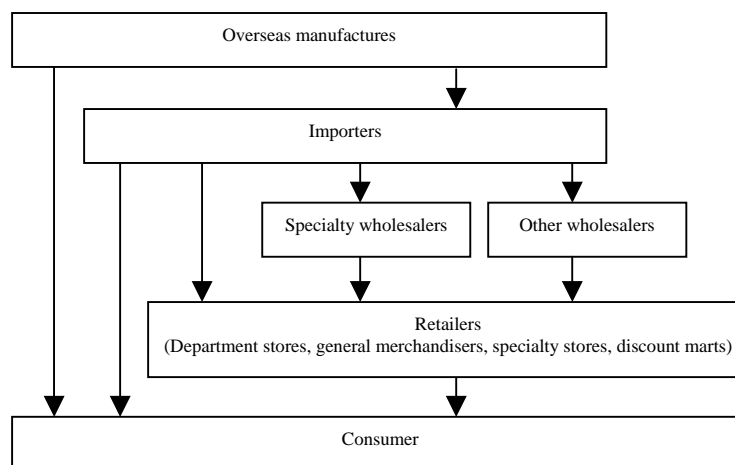 Overseas manufactures
Importers
Specialty wholesalers
Other wholesalers
Retailers
(Department stores, general merchandisers, specialty stores, discount marts)
Consumer